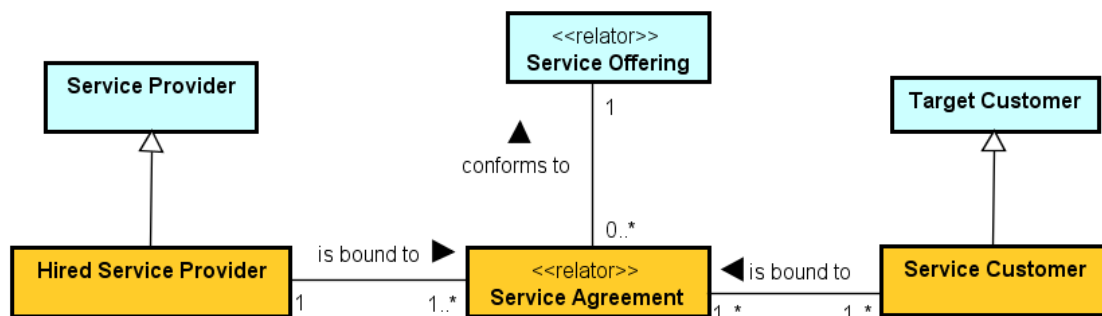 <<relator>>
Service Offering
Service Provider
Target Customer
1
conforms to
0..*
is bound to
is bound to
Hired Service Provider
<<relator>>
Service Agreement
Service Customer
1
1..*
1..*
1..*